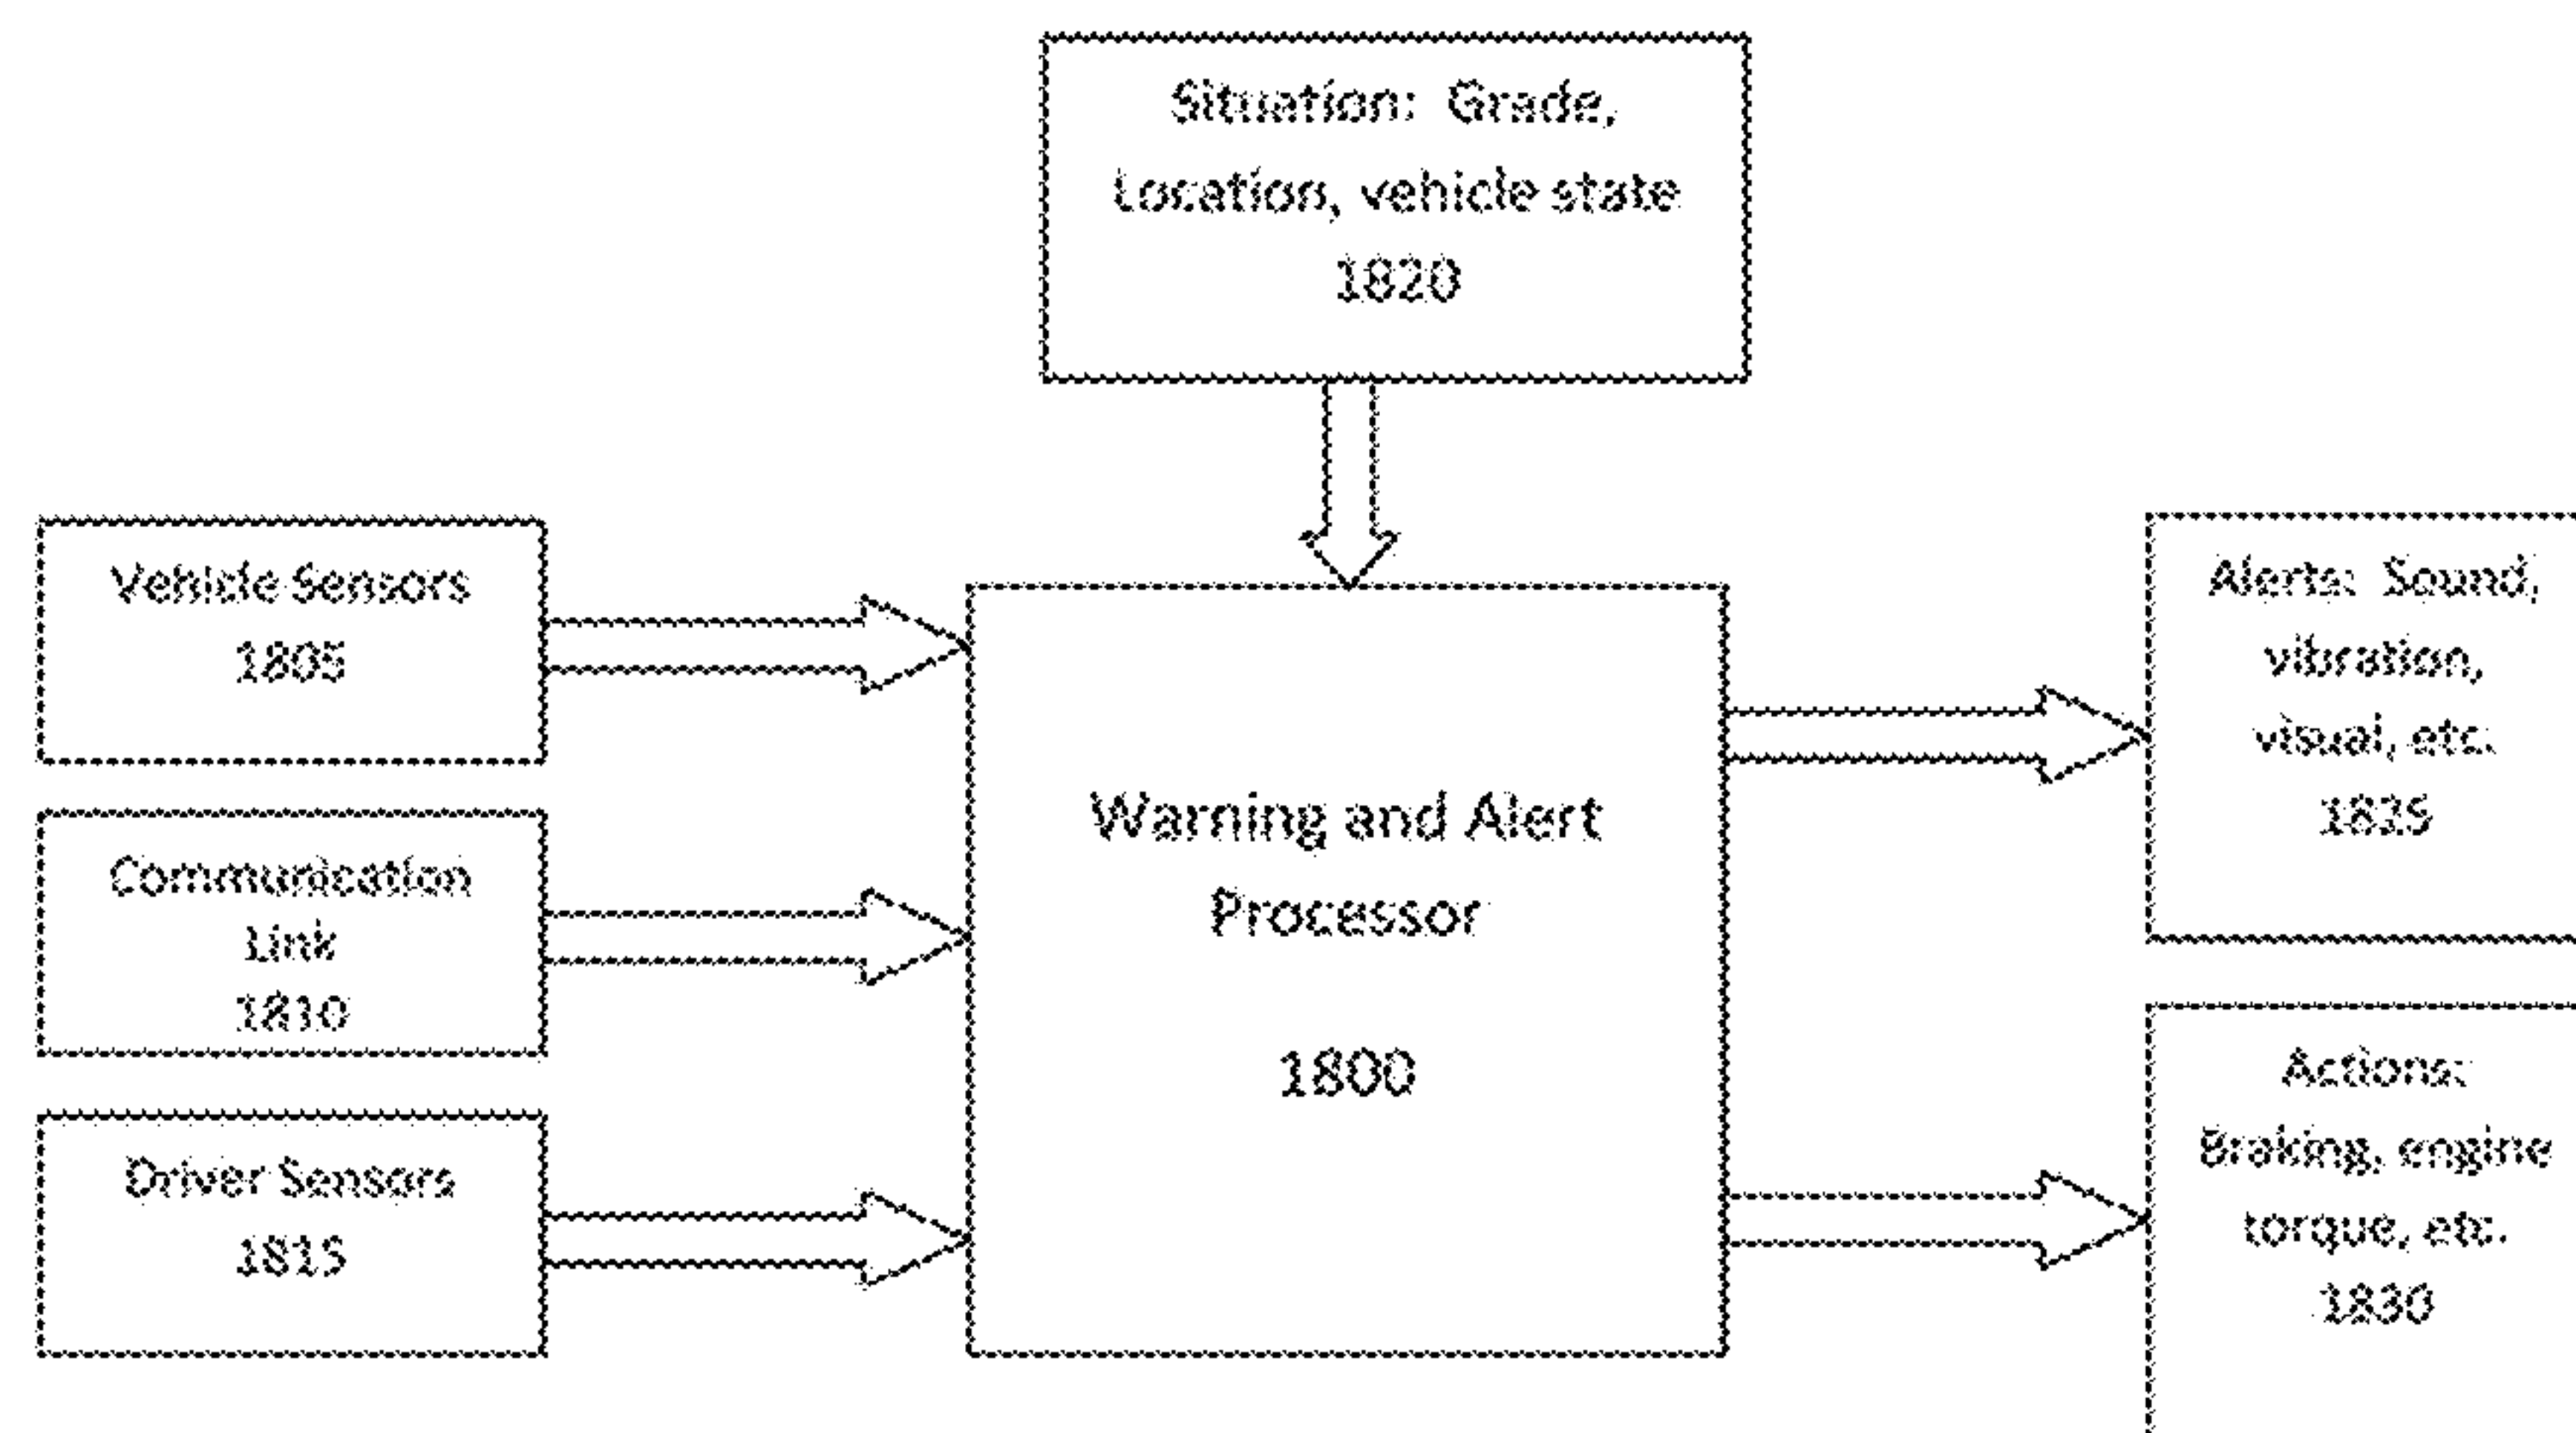 Situation: Grade,
Location, vehicle state
1820
Vehicle Sensors
1805
Communication
Link
1810
Driver Sensors
1815
Warning and Alert
Processor
1800
Alerts: Sound,
vibration,
visual, etc.
1825
Actions:
Braking, engine
torque, etc.
1830